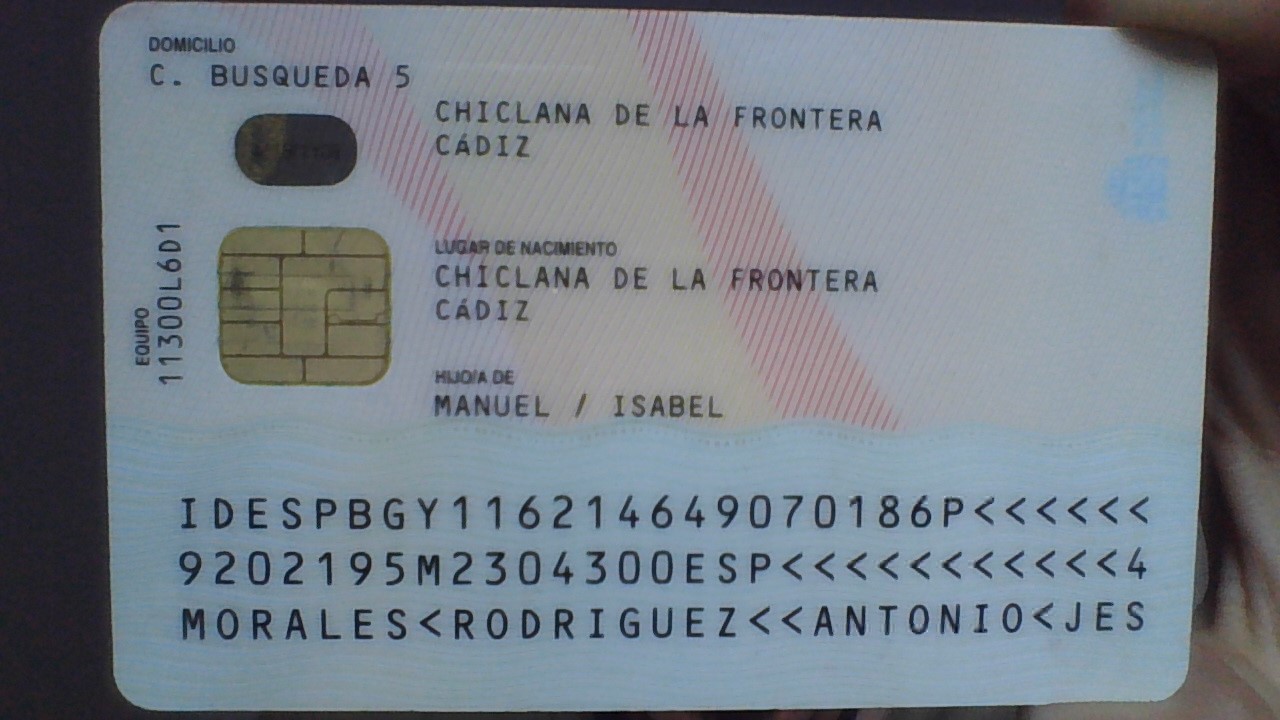 DOMICILIO
C. BUSQUEDA 5
CHICLANA DE LA FRONTERA
CÁDIZ
LUGAR DE NACIMIENTO
CHICLANA DE LA FRONTERA
CÁDIZ
HIJO/A DE
MANUEL / ISABEL
EQUIPO
11300L6D1
IDESPBGY116214649070186P<<<<<<
9202195M2304300ESP<<<<<<<<<<<4
MORALES<RODRIGUEZ<<ANTONIO<JES